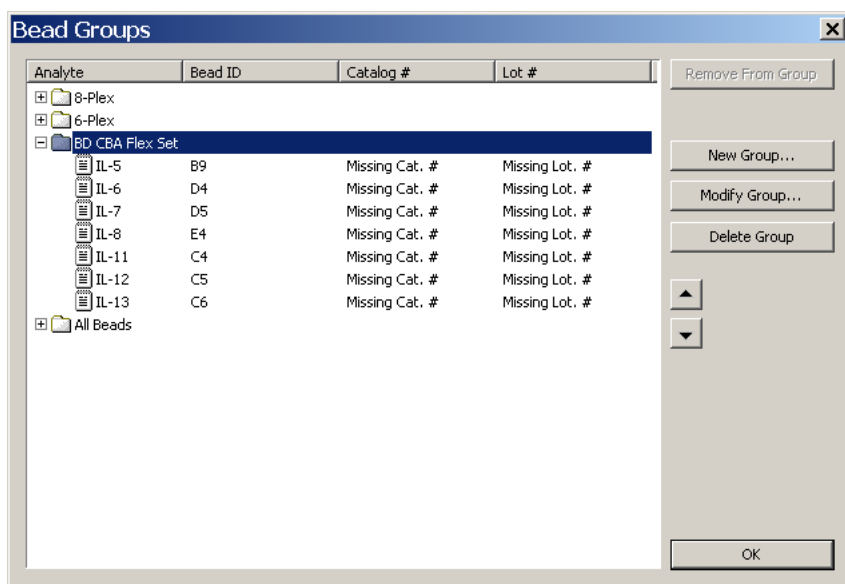 Bead Groups
Analyte Bead ID Catalog # Lot # Remove From Group
8-Plex
6-Plex
BD CBA Flex Set
New Group...
IL-5 B9 Missing Cat. # Missing Lot. #
IL-6 D4 Missing Cat. # Missing Lot. #
Modify Group...
IL-7 D5 Missing Cat. # Missing Lot. #
IL-8 E4 Missing Cat. # Missing Lot. # Delete Group
IL-11 C4 Missing Cat. # Missing Lot. #
IL-12 C5 Missing Cat. # Missing Lot. #
IL-13 C6 Missing Cat. # Missing Lot. #
All Beads
OK